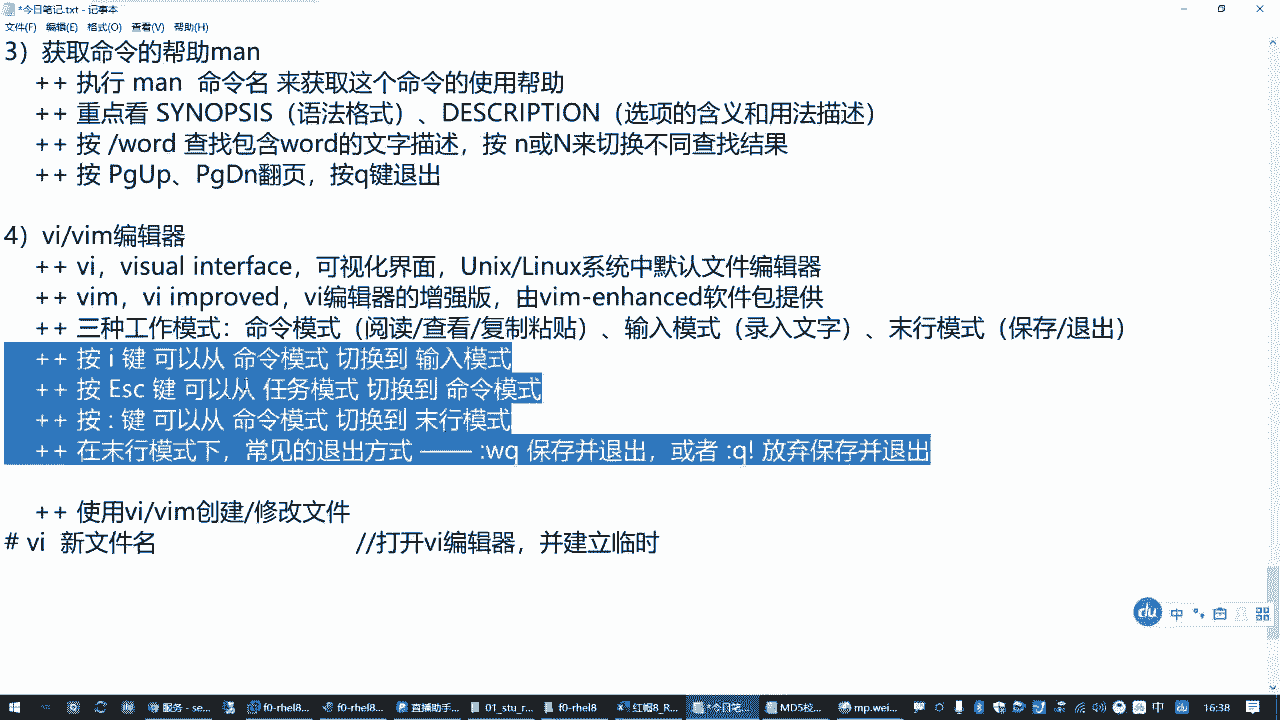 *今日笔记.txt - 记事本
文件(F) 编辑(E) 格式(O) 查看(V) 帮助(H)
3）获取命令的帮助man
++ 执行 man 命令名 来获取这个命令的使用帮助
++ 重点看 SYNOPSIS（语法格式）、DESCRIPTION（选项的含义和用法描述）
++ 按 /word 查找包含word的文字描述，按 n或N来切换不同查找结果
++ 按 PgUp、PgDn翻页，按q键退出
4）vi/vim编辑器
++ vi，visual interface，可视化界面，Unix/Linux系统中默认文件编辑器
++ vim，vi improved，vi编辑器的增强版，由vim-enhanced软件包提供
++ 三种工作模式：命令模式（阅读/查看/复制粘贴）、输入模式（录入文字）、末行模式（保存/退出）
++ 按 i 键 可以从 命令模式 切换到 输入模式
++ 按 Esc 键 可以从 任务模式 切换到 命令模式
++ 按 : 键 可以从 命令模式 切换到 末行模式
++ 在末行模式下，常见的退出方式 —— :wq 保存并退出，或者 :q! 放弃保存并退出
++ 使用vi/vim创建/修改文件
# vi 新文件名 //打开vi编辑器，并建立临时
du 中
服务 - se... f0-rhel8... f0-rhel8... 直播助手... 01_stu_r... f0-rhel8 红帽8_R... *今日笔... MD5校... mp.wei... 中 du 16:38